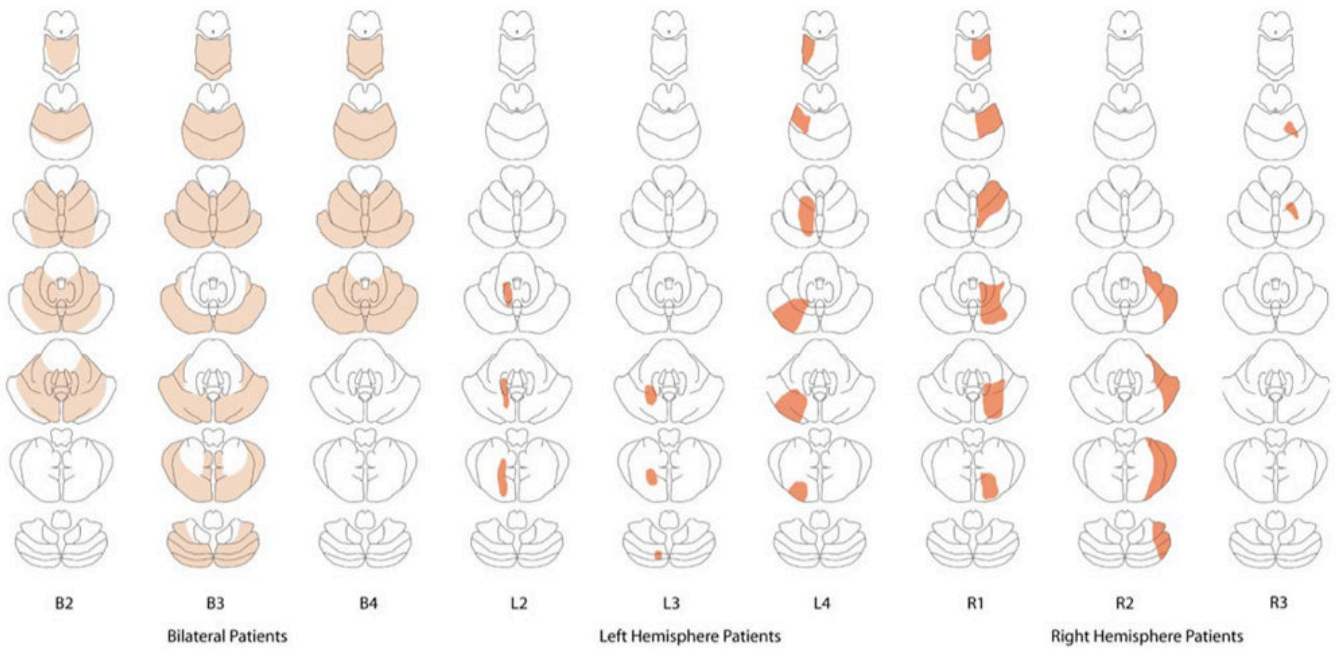 B2 B3 B4 L2 L3 L4 R1 R2 R3
Bilateral Patients Left Hemisphere Patients Right Hemisphere Patients